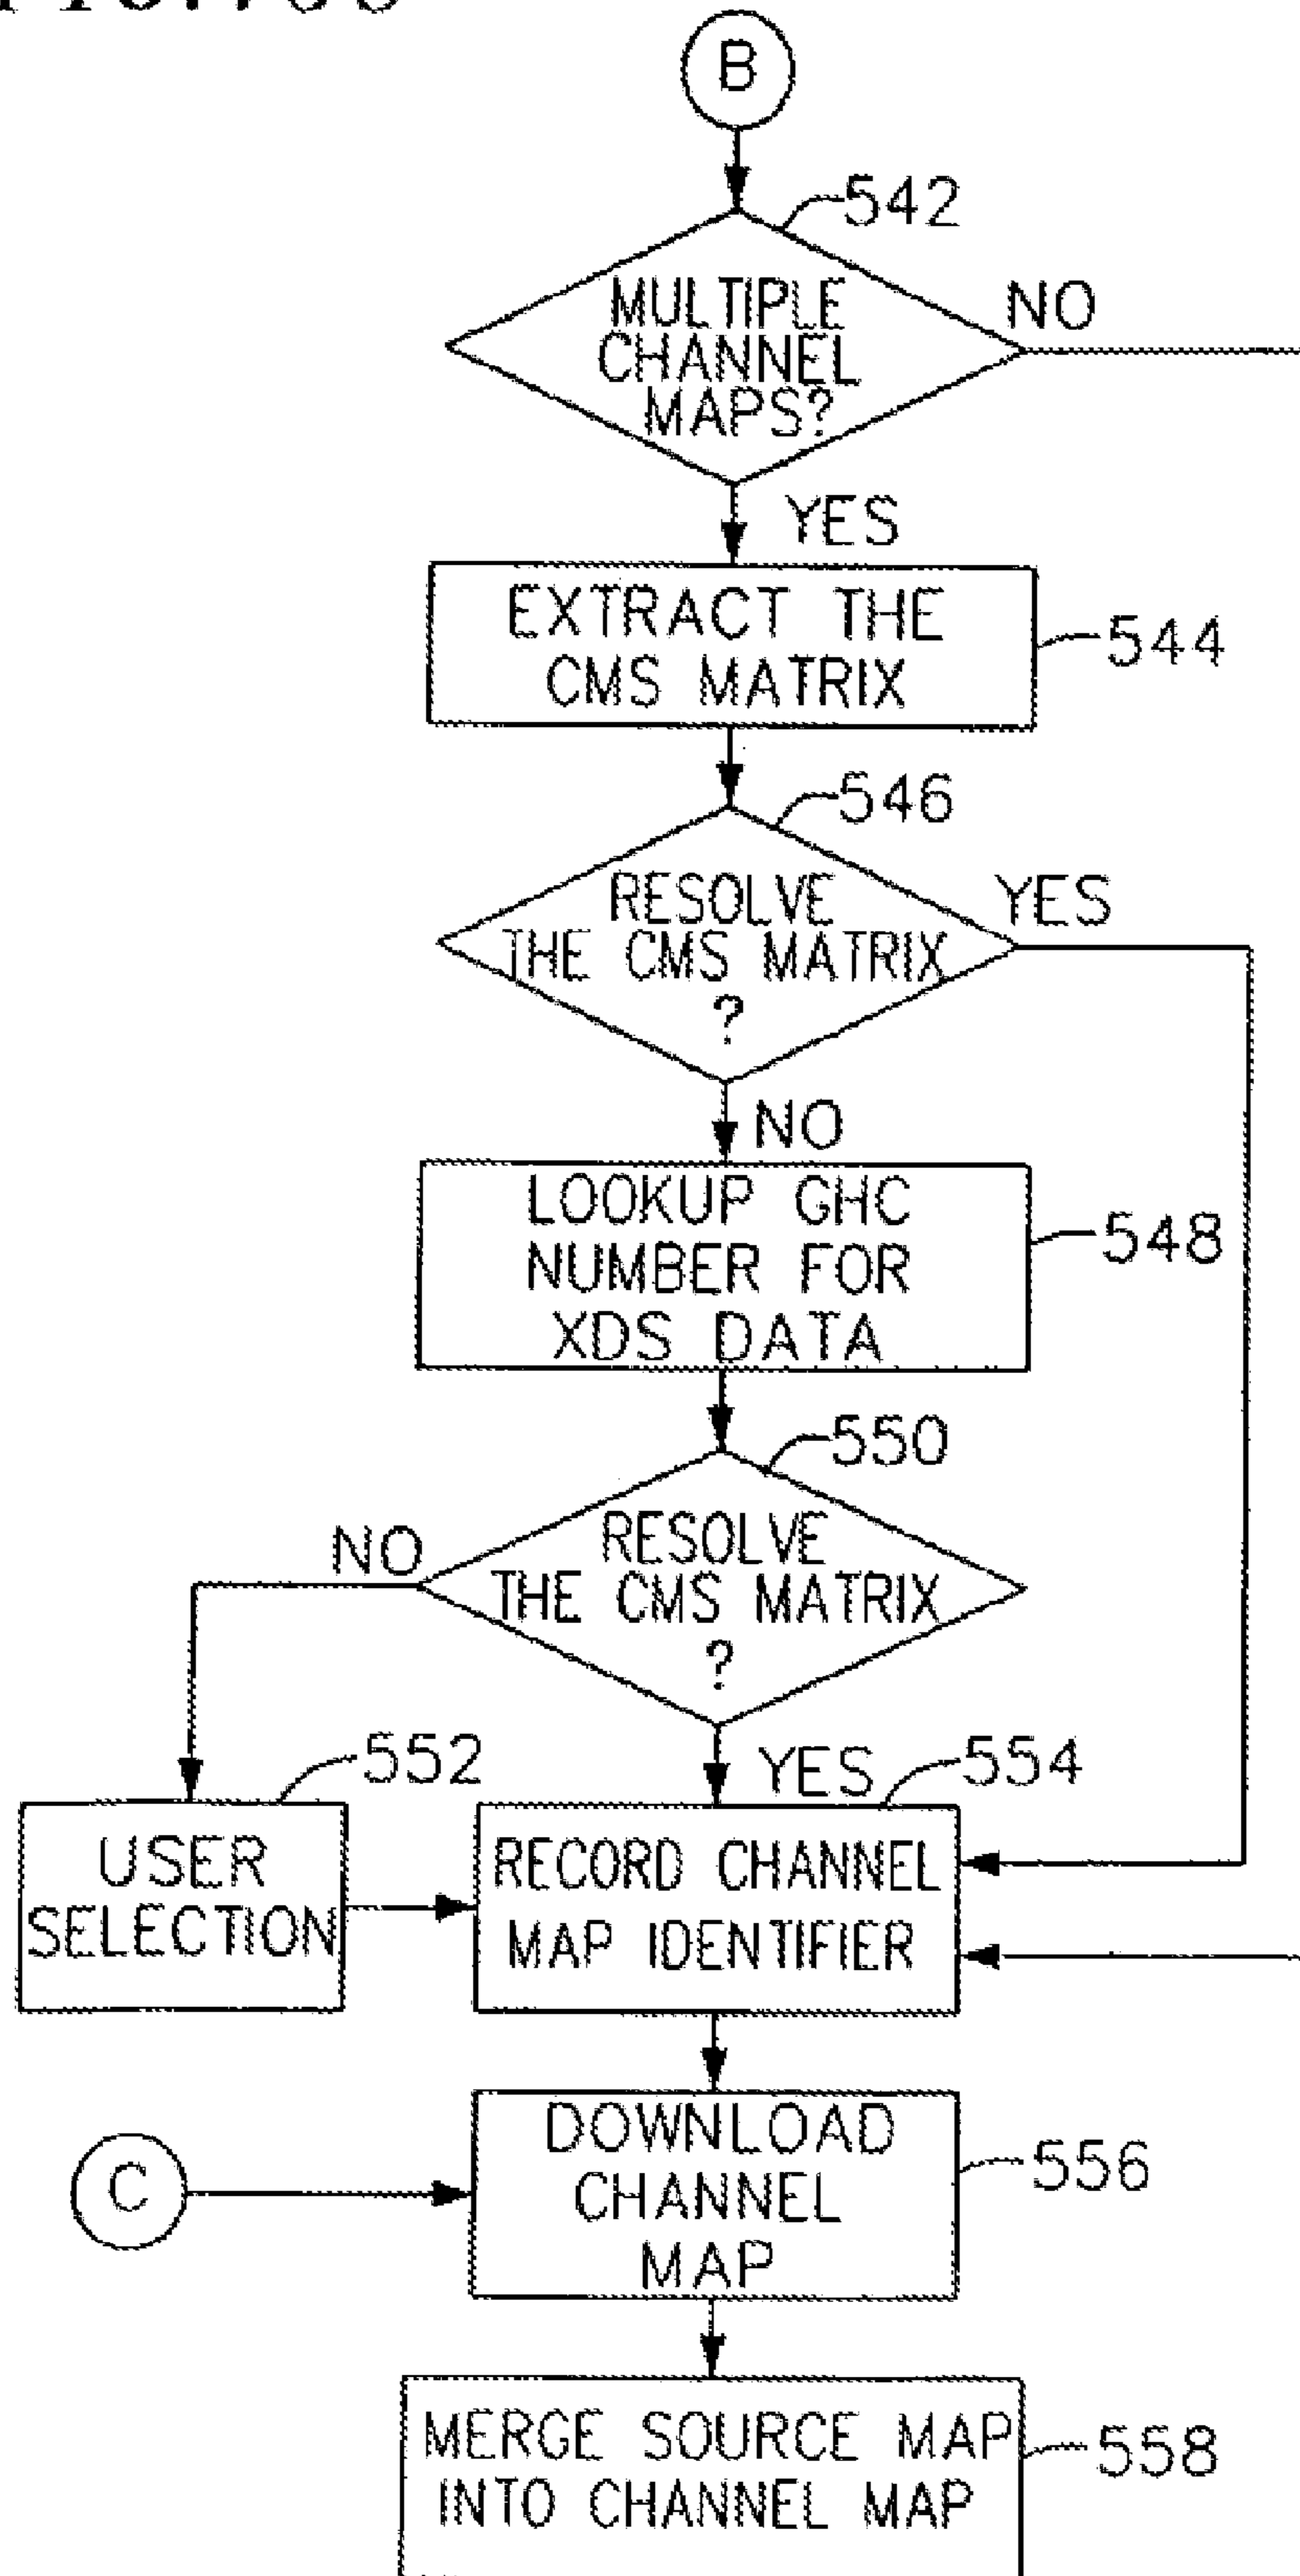 B
542
MULTIPLE
CHANNEL
MAPS?
NO
YES
EXTRACT THE
CMS MATRIX
544
546
RESOLVE
THE CMS MATRIX
?
YES
NO
LOOKUP GHC
NUMBER FOR
XDS DATA
548
550
RESOLVE
THE CMS MATRIX
?
NO
YES
552
554
USER
SELECTION
RECORD CHANNEL
MAP IDENTIFIER
C
DOWNLOAD
CHANNEL
MAP
556
MERGE SOURCE MAP
INTO CHANNEL MAP
558